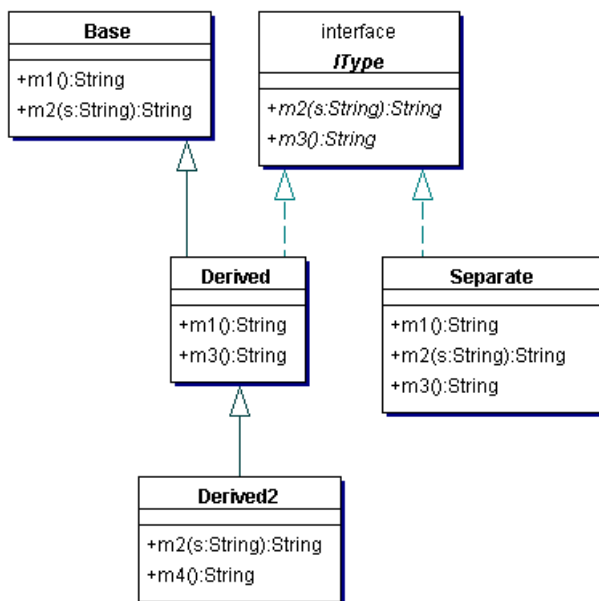 Base
+m1():String
+m2(s:String):String
interface
IType
+m2(s:String):String
+m3():String
Derived
+m1():String
+m3():String
Separate
+m1():String
+m2(s:String):String
+m3():String
Derived2
+m2(s:String):String
+m4():String